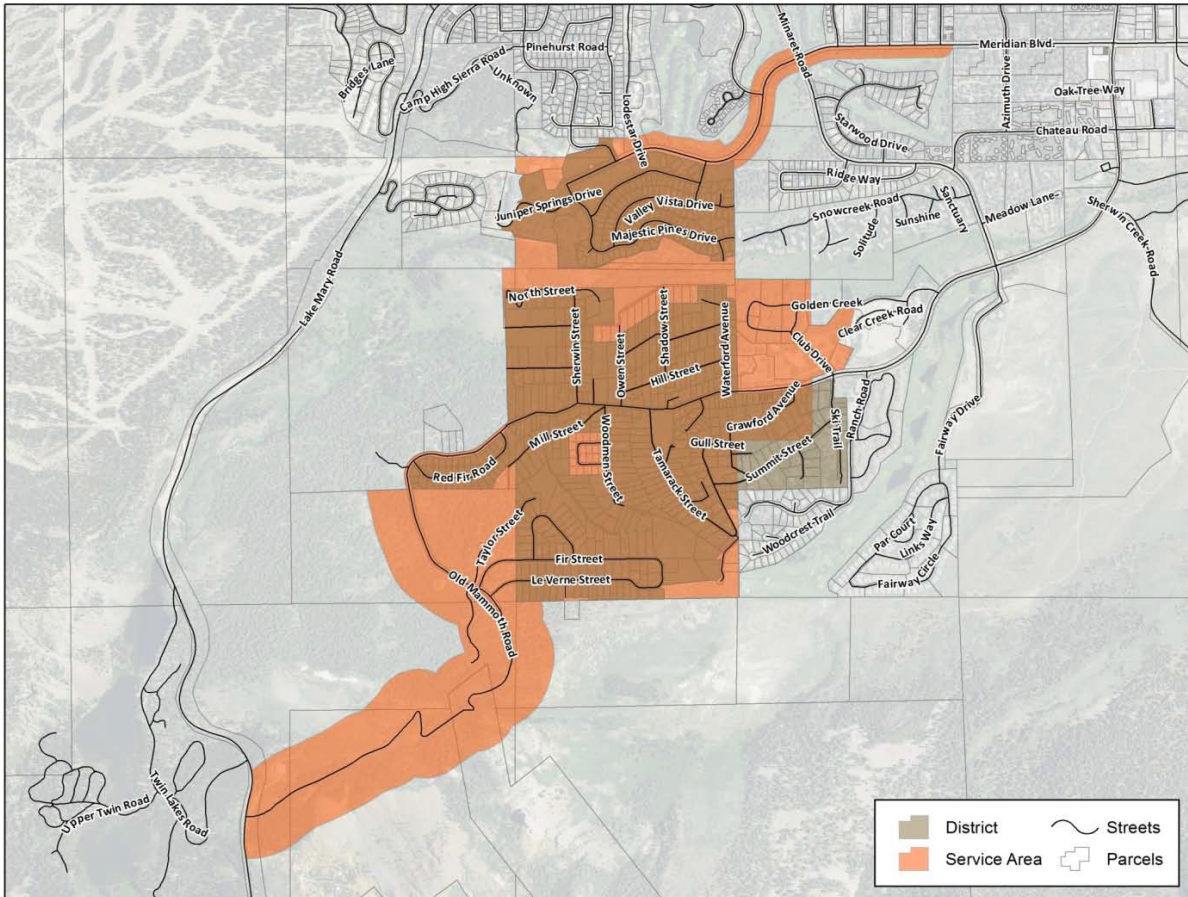 Minaret Road
Meridian Blvd.
Pinehurst Road
Bridges Lane
Camp High Sierra Road
Unknown
Lodestar Drive
Azimuth Drive
Oak Tree Way
Starwood Drive
Chateau Road
Ridge Way
Juniper Springs Drive
Valley Vista Drive
Majestic Pines Drive
Snowcreek Road
Solitude
Sunshine
Sanctuary
Meadow Lane
Sherwin Creek Road
Lake Mary Road
North Street
Sherwin Street
Owen Street
Shadow Street
Hill Street
Waterford Avenue
Golden Creek
Clear Creek Road
Club Drive
Crawford Avenue
Mill Street
Woodmen Street
Gull Street
Summit Street
Ski Trail
Ranch Road
Fairway Drive
Red Fir Road
Tamarack Street
Taylor Street
Woodcrest Trail
Par Court
Links Way
Fairway Circle
Fir Street
Le Verne Street
Old Mammoth Road
Upper Twin Road
Twin Lakes Road
District
Streets
Service Area
Parcels